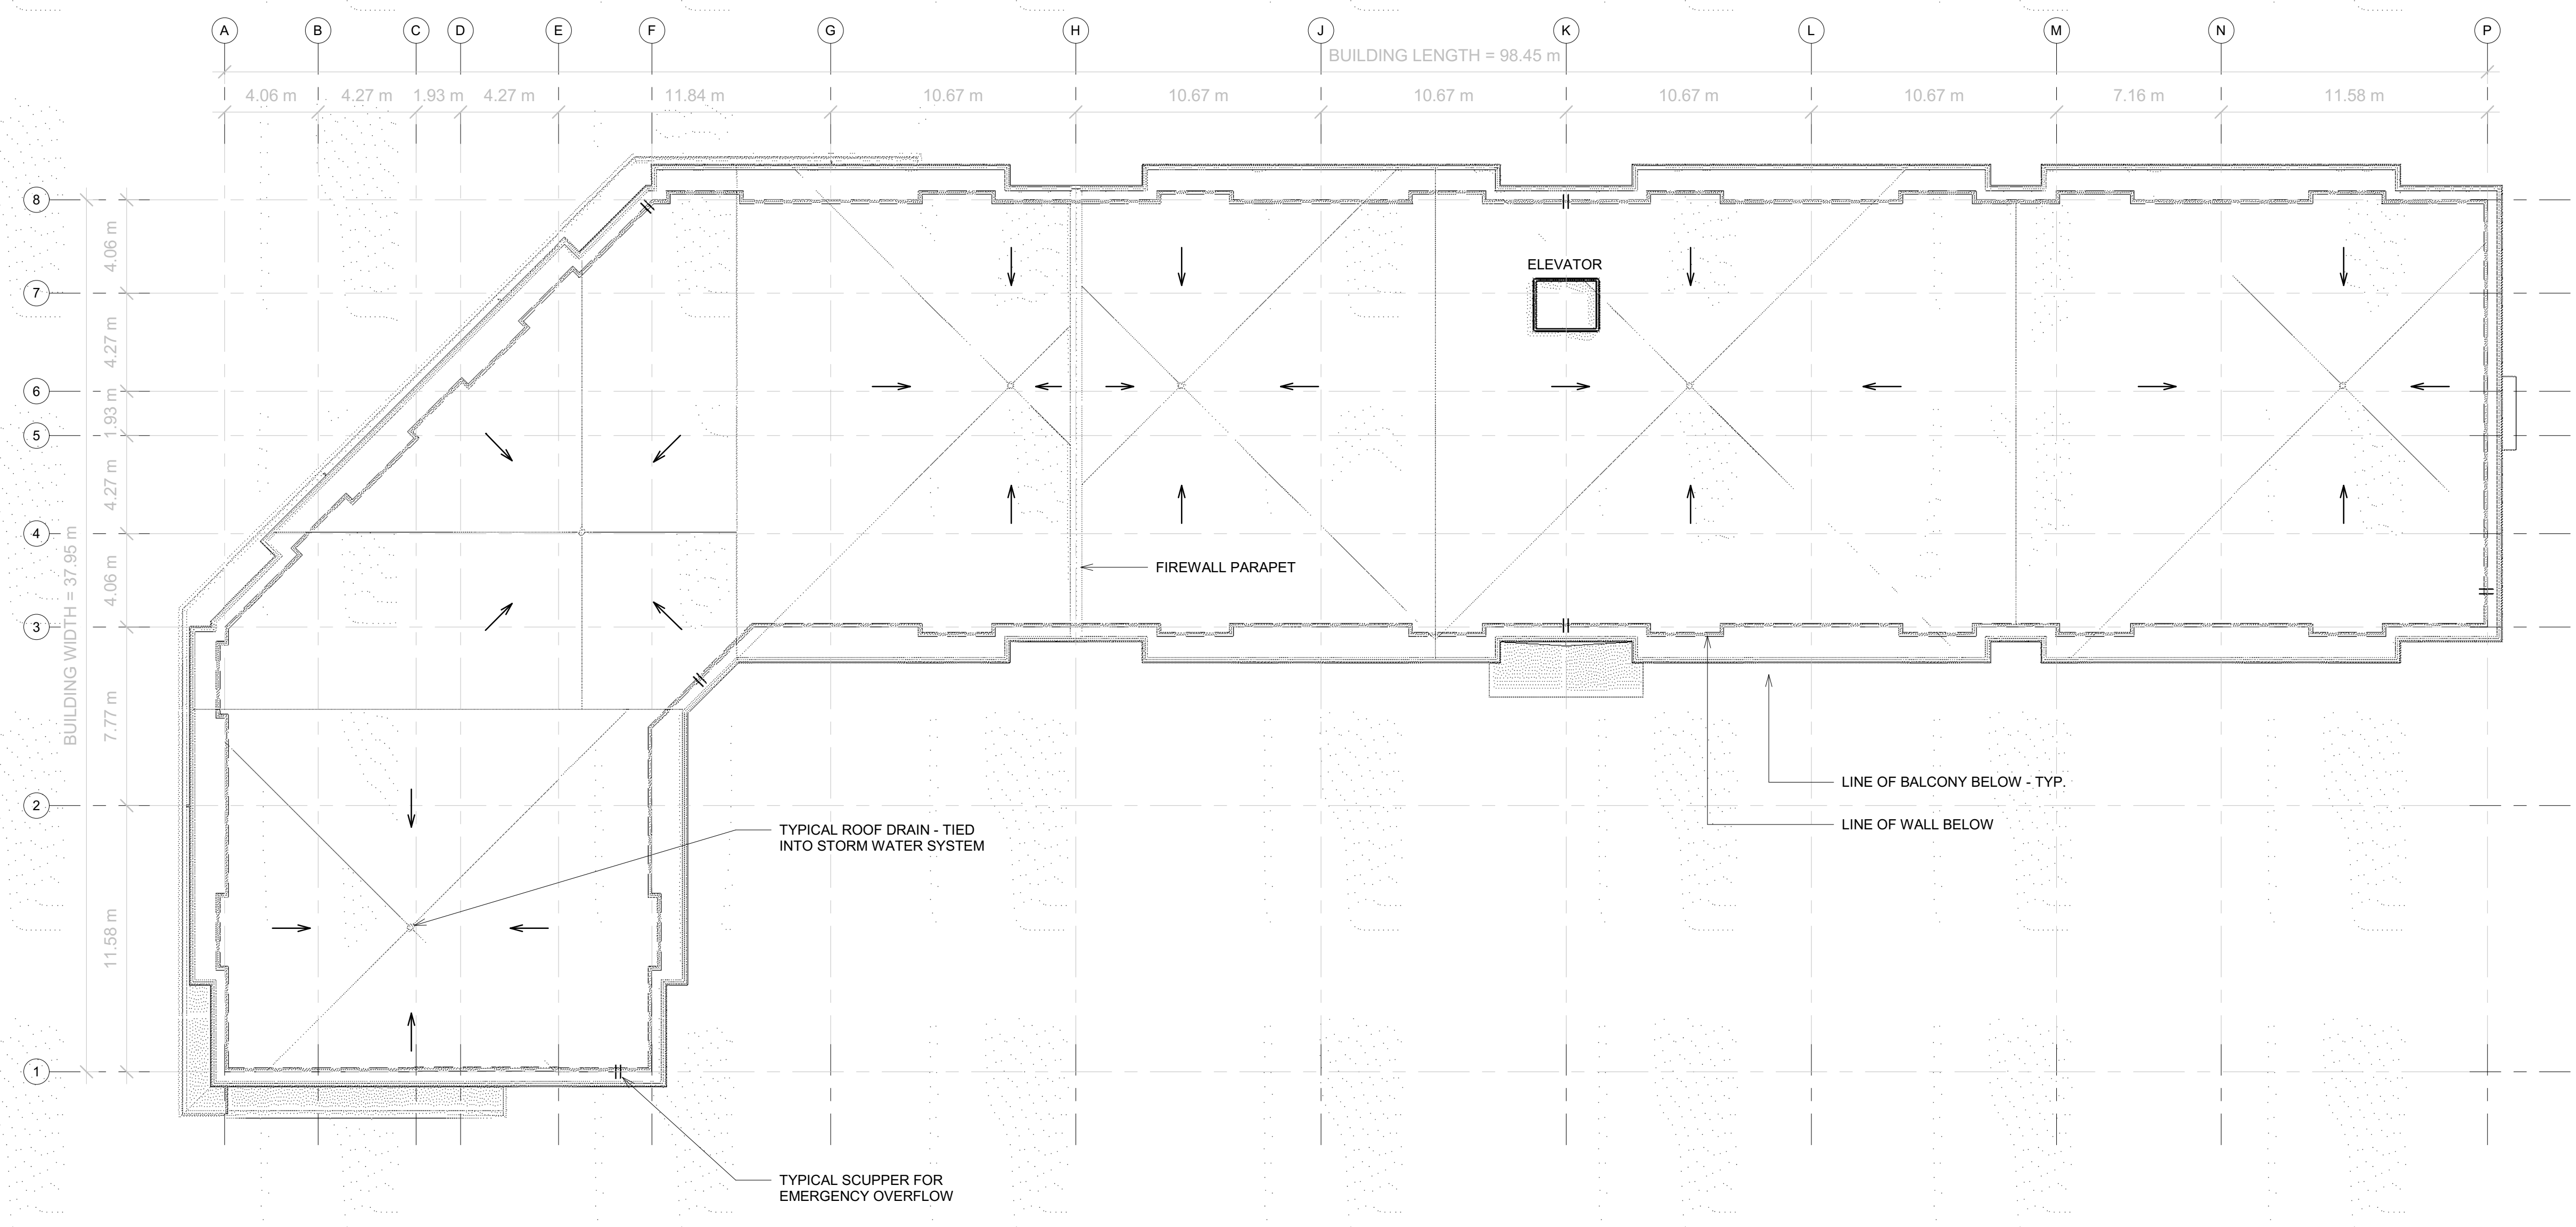 A B C D E F G H J K L M N P
BUILDING LENGTH = 98.45 m
4.06 m 4.27 m 1.93 m 4.27 m 11.84 m 10.67 m 10.67 m 10.67 m 10.67 m 10.67 m 7.16 m 11.58 m
8
4.06 m
7
ELEVATOR
4.27 m
6
1.93 m
5
4.27 m
4
BUILDING WIDTH = 37.95 m
4.06 m
FIREWALL PARAPET
3
7.77 m
LINE OF BALCONY BELOW - TYP.
2
LINE OF WALL BELOW
TYPICAL ROOF DRAIN - TIED
INTO STORM WATER SYSTEM
11.58 m
1
TYPICAL SCUPPER FOR
EMERGENCY OVERFLOW